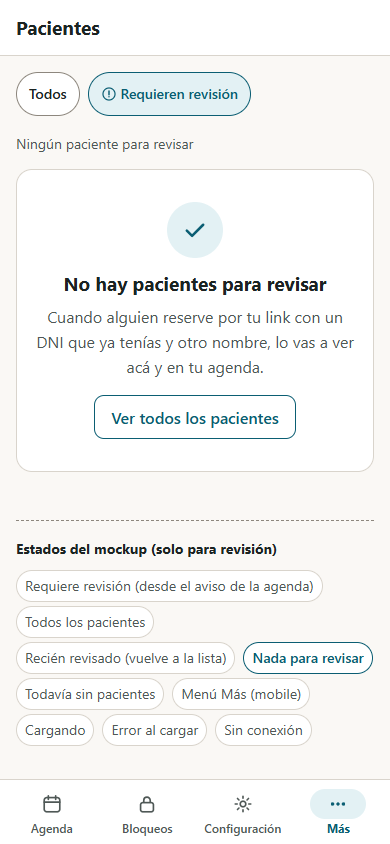 Pacientes
Todos
Requieren revisión
Ningún paciente para revisar
No hay pacientes para revisar
Cuando alguien reserve por tu link con un
DNI que ya tenías y otro nombre, lo vas a ver
acá y en tu agenda.
Ver todos los pacientes
Estados del mockup (solo para revisión)
Requiere revisión (desde el aviso de la agenda)
Todos los pacientes
Recién revisado (vuelve a la lista)
Nada para revisar
Todavía sin pacientes
Menú Más (mobile)
Cargando
Error al cargar
Sin conexión
Agenda
Bloqueos
Configuración
Más